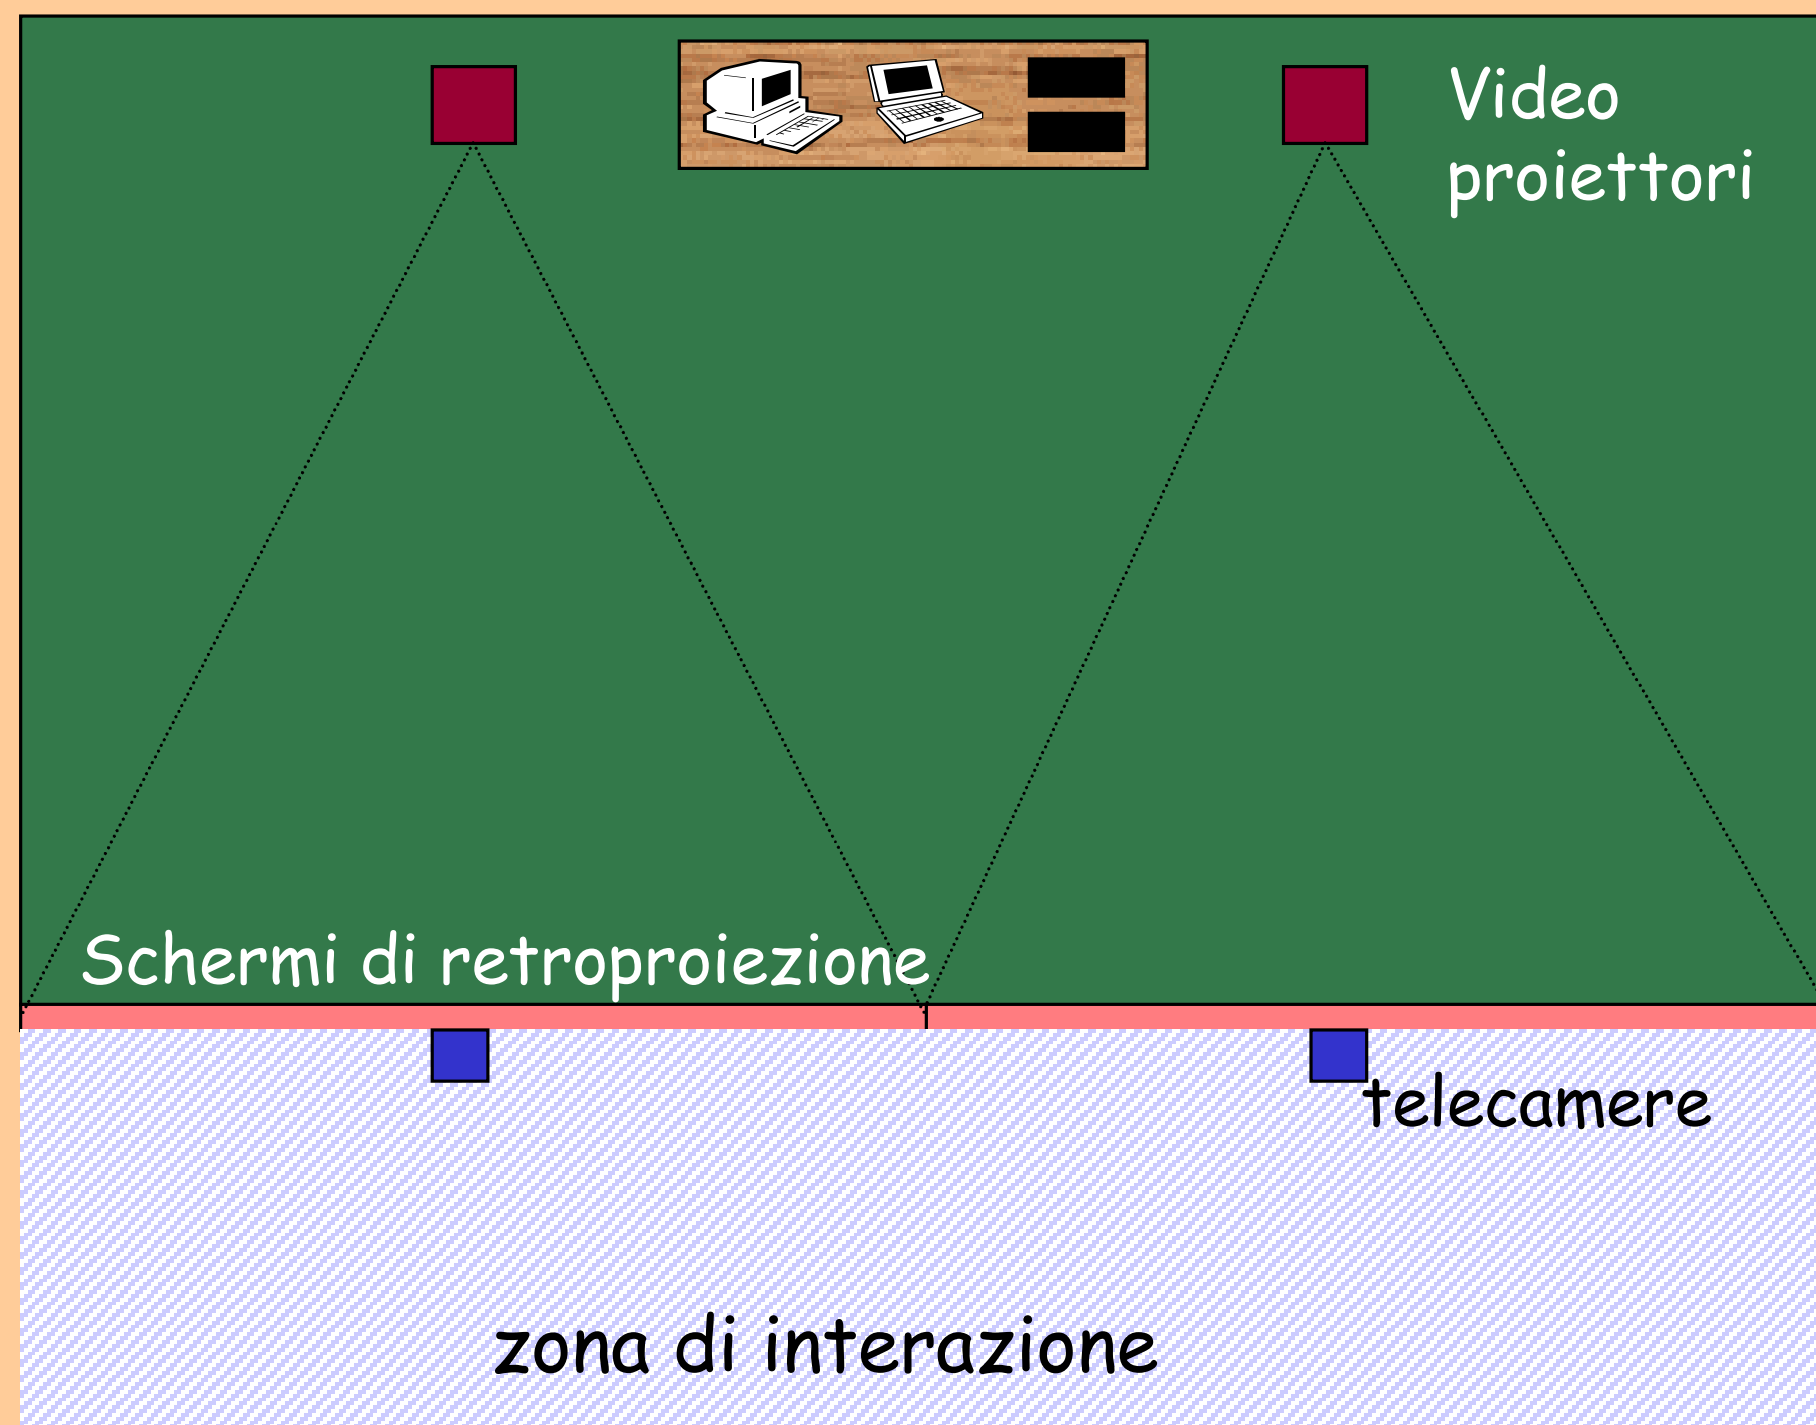 Video
proiettori
Schermi di retroproiezione
telecamere
zona di interazione